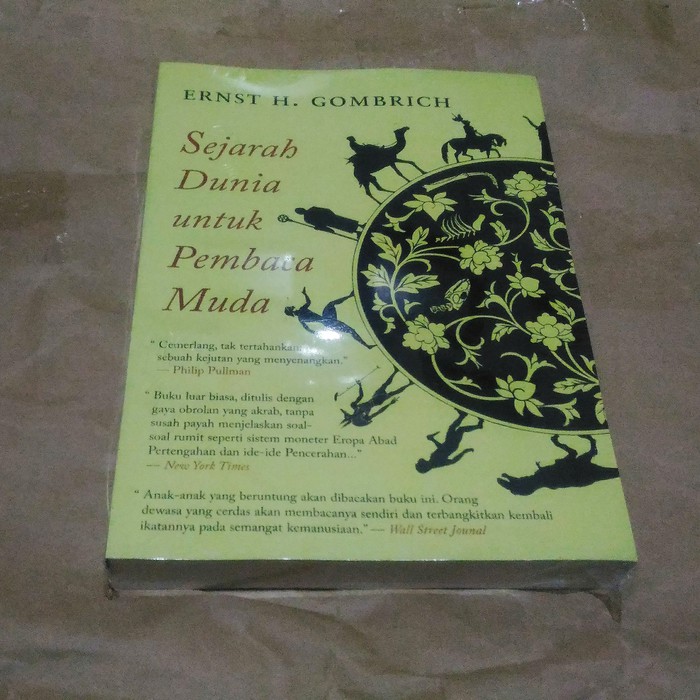 ERNST H. GOMBRICH
Sejarah
Dunia
untuk
Pembaca
Muda
“ Cemerlang, tak tertahankan,
sebuah kejutan yang menyenangkan.”
— Philip Pullman
“ Buku luar biasa, ditulis dengan
gaya obrolan yang akrab, tanpa
susah payah menjelaskan soal-
soal rumit seperti sistem moneter Eropa Abad
Pertengahan dan ide-ide Pencerahan...”
— New York Times
“ Anak-anak yang beruntung akan dibacakan buku ini. Orang
dewasa yang cerdas akan membacanya sendiri dan terbangkitkan kembali
ikatannya pada semangat kemanusiaan.” — Wall Street Jounal